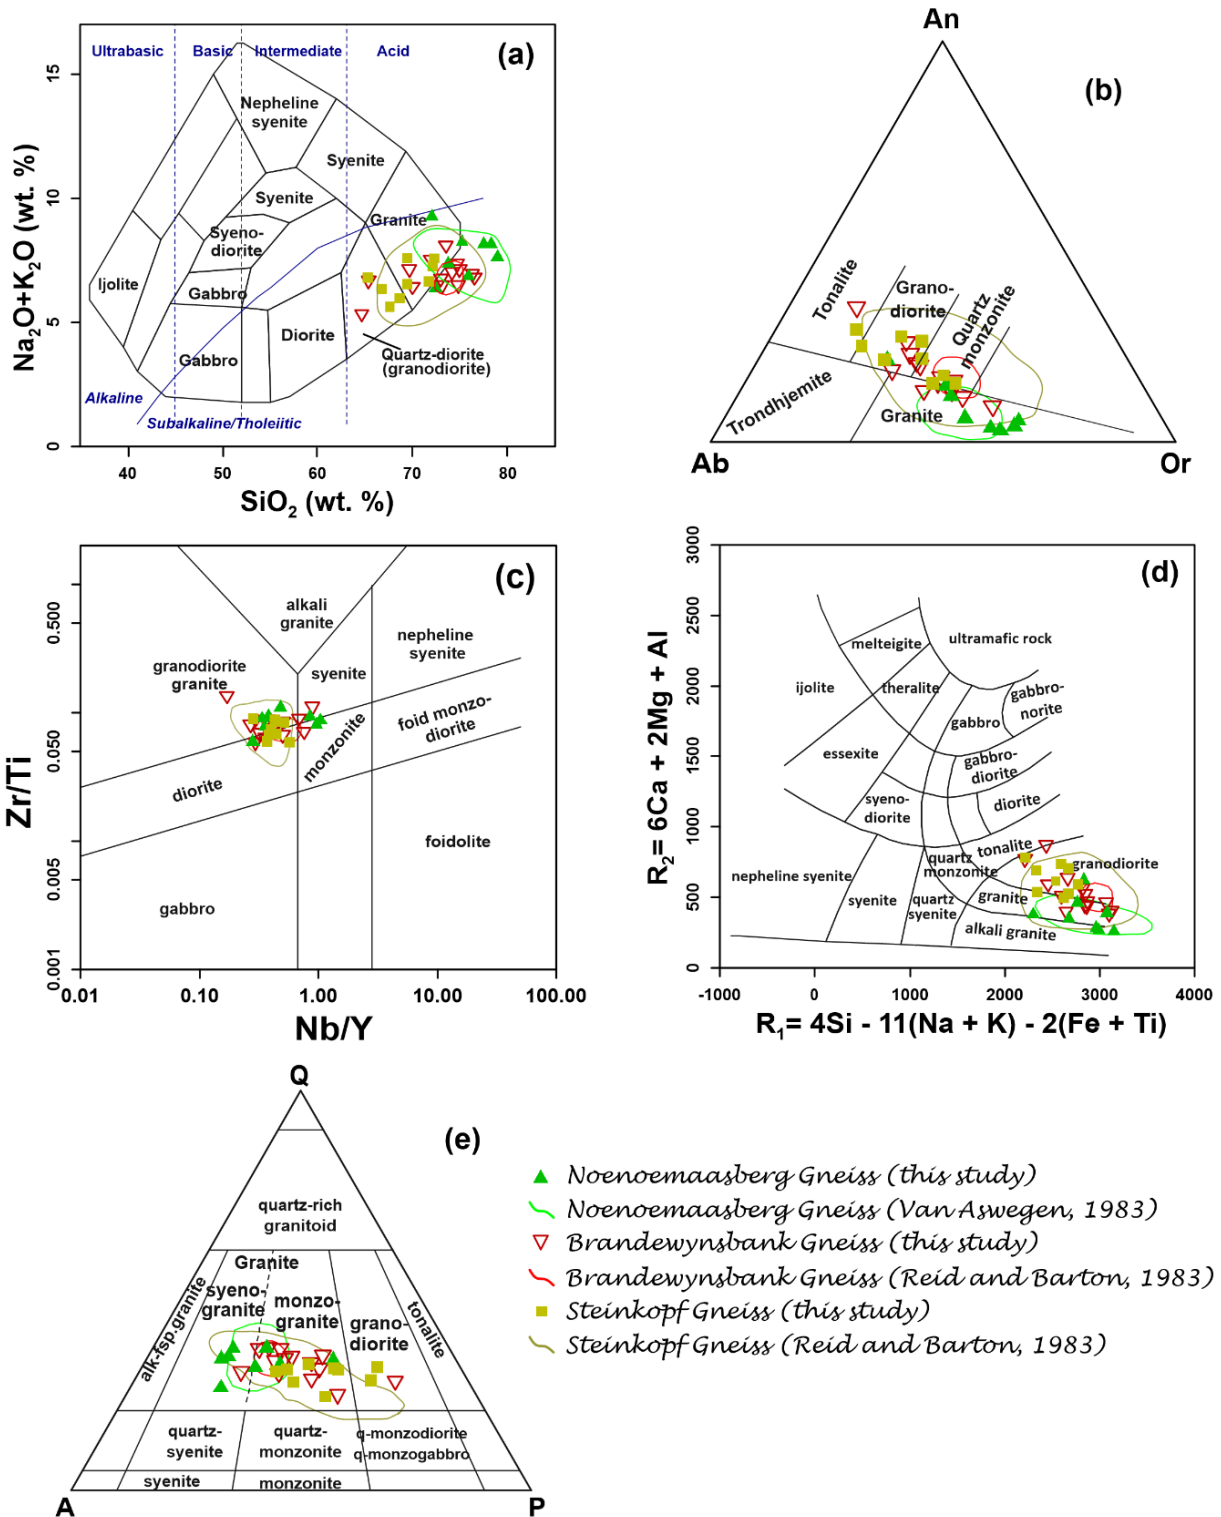 (a)
Ultrabasic Basic Intermediate Acid
Nepheline
syenite
Syenite
Syenite
Granite
Syeno-
diorite
Ijolite
Gabbro
Diorite
Gabbro
Quartz-diorite
(granodiorite)
Alkaline
Subalkaline/Tholeiitic
0
5
10
15
Na2O+K2O (wt. %)
40 50 60 70 80
SiO2 (wt. %)
An
(b)
Tonalite
Grano-
diorite
Quartz
monzonite
Trondhjemite
Granite
Ab
Or
(c)
alkali
granite
nepheline
syenite
granodiorite
granite
syenite
foid monzo-
diorite
monzonite
diorite
foidolite
gabbro
0.500
0.050
0.005
0.001
Zr/Ti
0.01 0.10 1.00 10.00 100.00
Nb/Y
(d)
3000
2500
2000
1500
1000
500
0
R2= 6Ca + 2Mg + Al
ultramafic rock
melteigite
ijolite
theralite
gabbro-
norite
gabbro
essexite
gabbro-
diorite
syeno-
diorite
diorite
tonalite
quartz
monzonite
granodiorite
nepheline syenite
granite
syenite
quartz
syenite
alkali granite
-1000 0 1000 2000 3000 4000
R1= 4Si - 11(Na + K) - 2(Fe + Ti)
Q
(e)
quartz-rich
granitoid
Granite
alk-fsp.granite
syeno-
granite
monzo-
granite
grano-
diorite
tonalite
quartz-
syenite
quartz-
monzonite
q-monzodiorite
q-monzogabbro
syenite
monzonite
A
P
Noenoemaasberg Gneiss (this study)
Noenoemaasberg Gneiss (Van Aswegen, 1983)
Brandewynsbank Gneiss (this study)
Brandewynsbank Gneiss (Reid and Barton, 1983)
Steinkopf Gneiss (this study)
Steinkopf Gneiss (Reid and Barton, 1983)